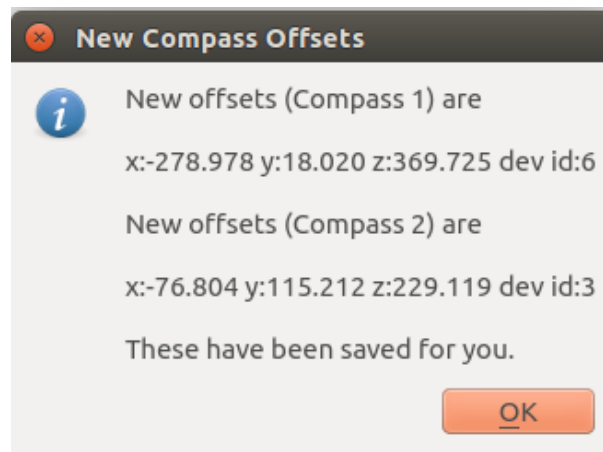 New Compass Offsets
New offsets (Compass 1) are
x:-278.978 y:18.020 z:369.725 dev id:6
New offsets (Compass 2) are
x:-76.804 y:115.212 z:229.119 dev id:3
These have been saved for you.
OK